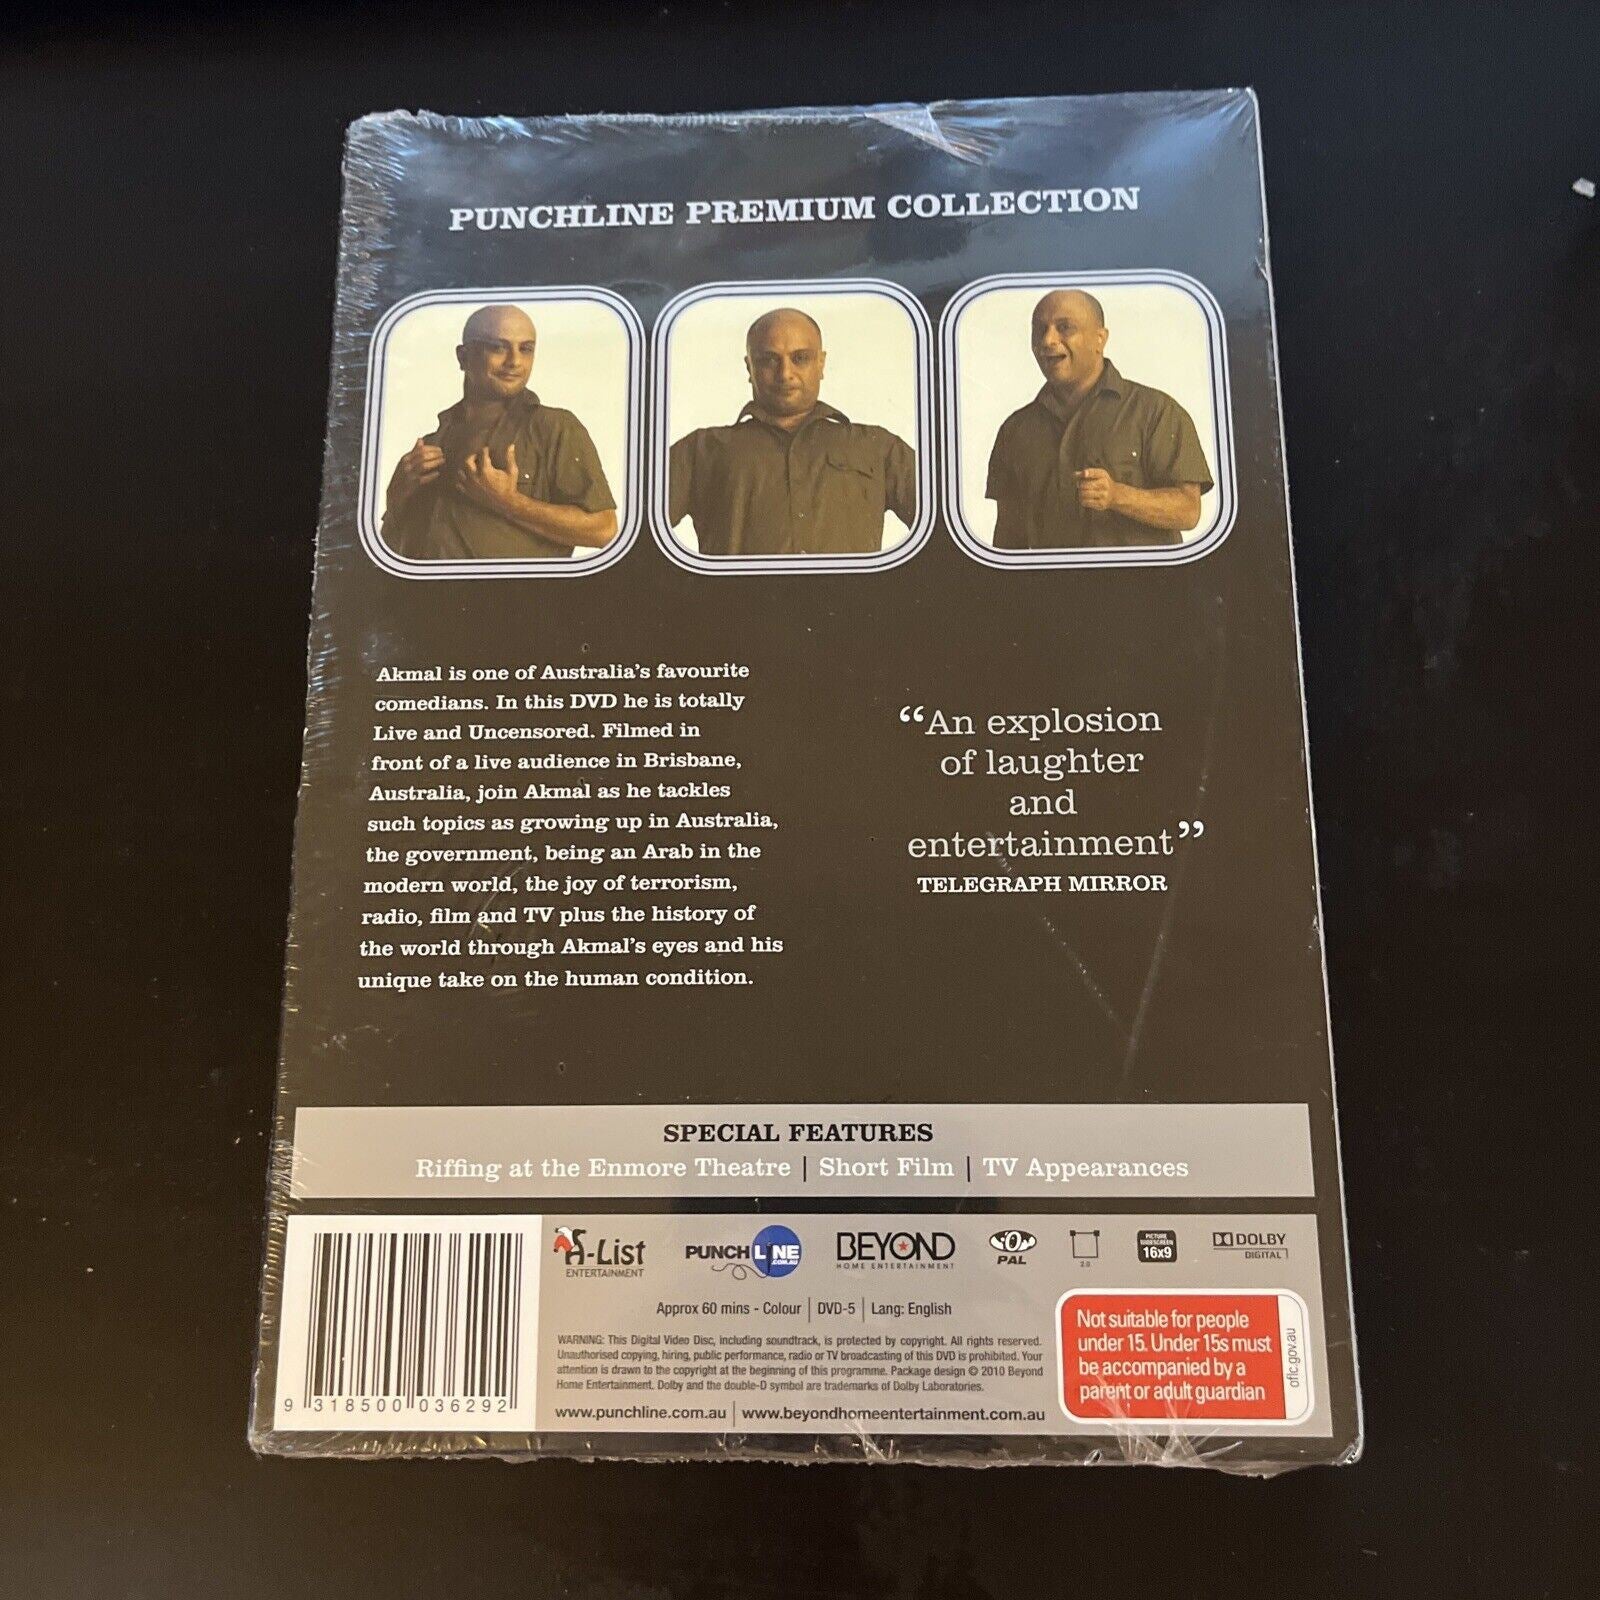 PUNCHLINE PREMIUM COLLECTION
Akmal is one of Australia's favourite
comedians. In this DVD he is totally
Live and Uncensored. Filmed in
front of a live audience in Brisbane,
Australia, join Akmal as he tackles
such topics as growing up in Australia,
the government, being an Arab in the
modern world, the joy of terrorism,
radio, film and TV plus the history of
the world through Akmal's eyes and his
unique take on the human condition.
“An explosion
of laughter
and
entertainment”
TELEGRAPH MIRROR
SPECIAL FEATURES
Riffing at the Enmore Theatre | Short Film | TV Appearances
A-List
ENTERTAINMENT
PUNCHLINE
.COM.AU
BEYOND
HOME ENTERTAINMENT
PAL
2.0
PICTURE
WIDESCREEN
16x9
DOLBY
DIGITAL
Approx 60 mins - Colour | DVD-5 | Lang: English
WARNING: This Digital Video Disc, including soundtrack, is protected by copyright. All rights reserved.
Unauthorised copying, hiring, public performance, radio or TV broadcasting of this DVD is prohibited. Your
attention is drawn to the copyright at the beginning of this programme. Package design © 2010 Beyond
Home Entertainment. Dolby and the double-D symbol are trademarks of Dolby Laboratories.
www.punchline.com.au | www.beyondhomeentertainment.com.au
Not suitable for people
under 15. Under 15s must
be accompanied by a
parent or adult guardian
oflc.gov.au
9 318500 036292